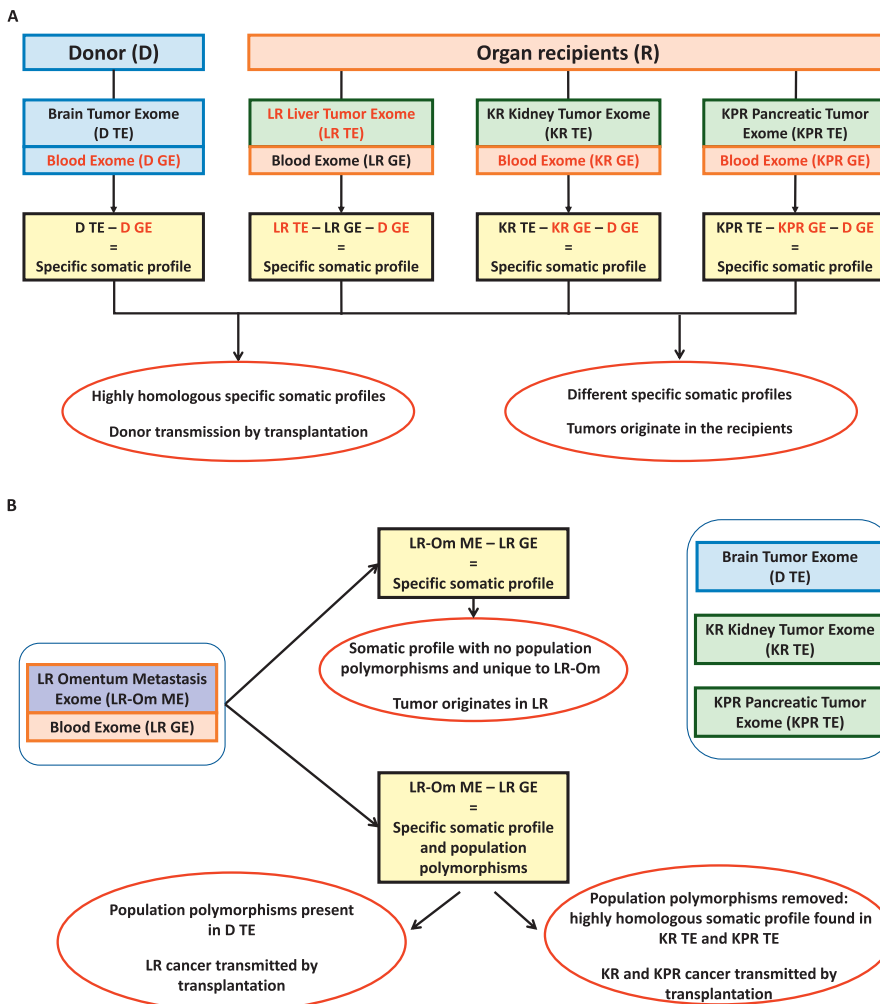 A
Donor (D)
Organ recipients (R)
Brain Tumor Exome
(D TE)
Blood Exome (D GE)
LR Liver Tumor Exome
(LR TE)
Blood Exome (LR GE)
KR Kidney Tumor Exome
(KR TE)
Blood Exome (KR GE)
KPR Pancreatic Tumor
Exome (KPR TE)
Blood Exome (KPR GE)
D TE – D GE
=
Specific somatic profile
LR TE – LR GE – D GE
=
Specific somatic profile
KR TE – KR GE – D GE
=
Specific somatic profile
KPR TE – KPR GE – D GE
=
Specific somatic profile
Highly homologous specific somatic profiles
Donor transmission by transplantation
Different specific somatic profiles
Tumors originate in the recipients
B
LR Omentum Metastasis
Exome (LR-Om ME)
Blood Exome (LR GE)
LR-Om ME – LR GE
=
Specific somatic profile
Somatic profile with no population
polymorphisms and unique to LR-Om
Tumor originates in LR
Brain Tumor Exome
(D TE)
KR Kidney Tumor Exome
(KR TE)
KPR Pancreatic Tumor
Exome (KPR TE)
LR-Om ME – LR GE
=
Specific somatic profile
and population
polymorphisms
Population polymorphisms present
in D TE
LR cancer transmitted by
transplantation
Population polymorphisms removed:
highly homologous somatic profile found in
KR TE and KPR TE
KR and KPR cancer transmitted by
transplantation